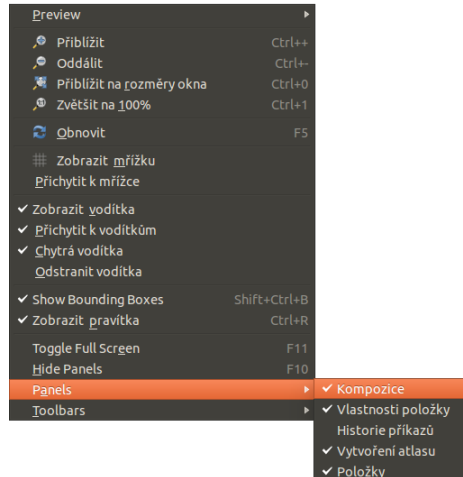 Preview
Přiblížit Ctrl++
Oddálit Ctrl+-
Přiblížit na rozměry okna Ctrl+0
Zvětšit na 100% Ctrl+1
Obnovit F5
Zobrazit mřížku
Přichytit k mřížce
Zobrazit vodítka
Přichytit k vodítkům
Chytrá vodítka
Odstranit vodítka
Show Bounding Boxes Shift+Ctrl+B
Zobrazit pravítka Ctrl+R
Toggle Full Screen F11
Hide Panels F10
Panels
Toolbars
Kompozice
Vlastnosti položky
Historie příkazů
Vytvoření atlasu
Položky